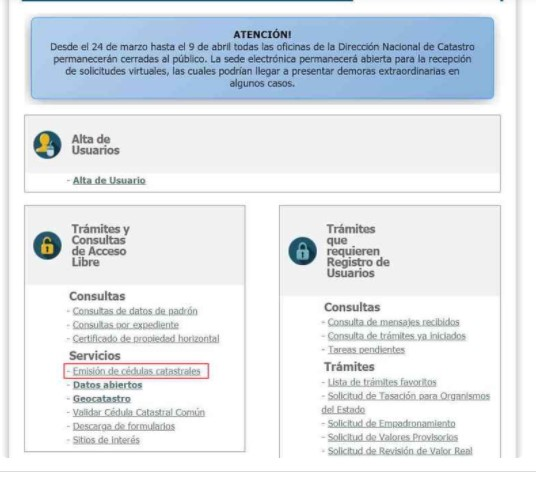 ATENCIÓN!
Desde el 24 de marzo hasta el 9 de abril todas las oficinas de la Dirección Nacional de Catastro
permanecerán cerradas al público. La sede electrónica permanecerá abierta para la recepción
de solicitudes virtuales, las cuales podrían llegar a presentar demoras extraordinarias en
algunos casos.
Alta de
Usuarios
- Alta de Usuario
Trámites y
Consultas
de Acceso
Libre
Consultas
- Consultas de datos de padrón
- Consultas por expediente
- Certificado de propiedad horizontal
Servicios
- Emisión de cédulas catastrales
- Datos abiertos
- Geocatastro
- Validar Cédula Catastral Común
- Descarga de formularios
- Sitios de interés
Trámites
que
requieren
Registro de
Usuarios
Consultas
- Consulta de mensajes recibidos
- Consulta de trámites ya iniciados
- Tareas pendientes
Trámites
- Lista de trámites favoritos
- Solicitud de Tasación para Organismos
del Estado
- Solicitud de Empadronamiento
- Solicitud de Valores Provisorios
- Solicitud de Revisión de Valor Real